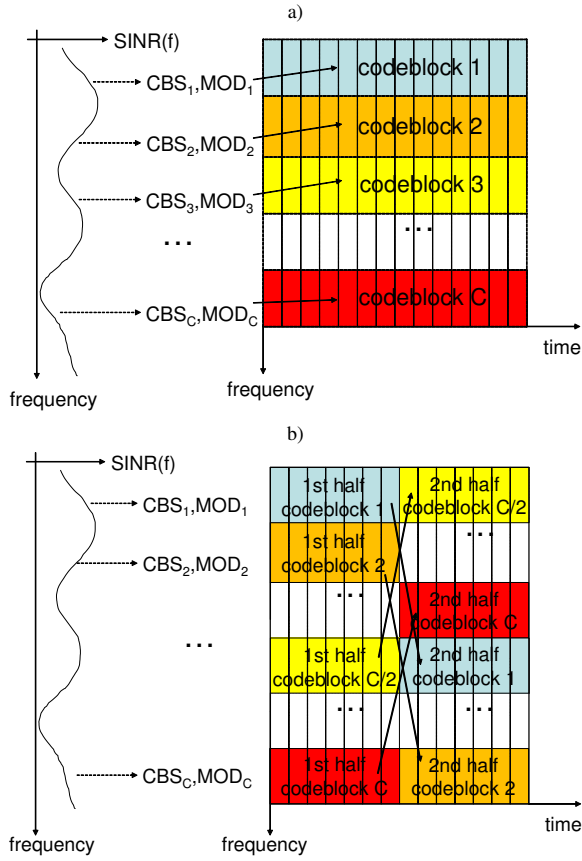 a)
SINR(f)
CBS1,MOD1
codeblock 1
CBS2,MOD2
codeblock 2
CBS3,MOD3
codeblock 3
...
...
CBSC,MODC
codeblock C
time
frequency
frequency
b)
SINR(f)
CBS1,MOD1
1st half
codeblock 1
2nd half
codeblock C/2
CBS2,MOD2
1st half
codeblock 2
...
...
2nd half
codeblock C
...
1st half
codeblock C/2
2nd half
codeblock 1
...
...
CBSC,MODC
1st half
codeblock C
2nd half
codeblock 2
time
frequency
frequency